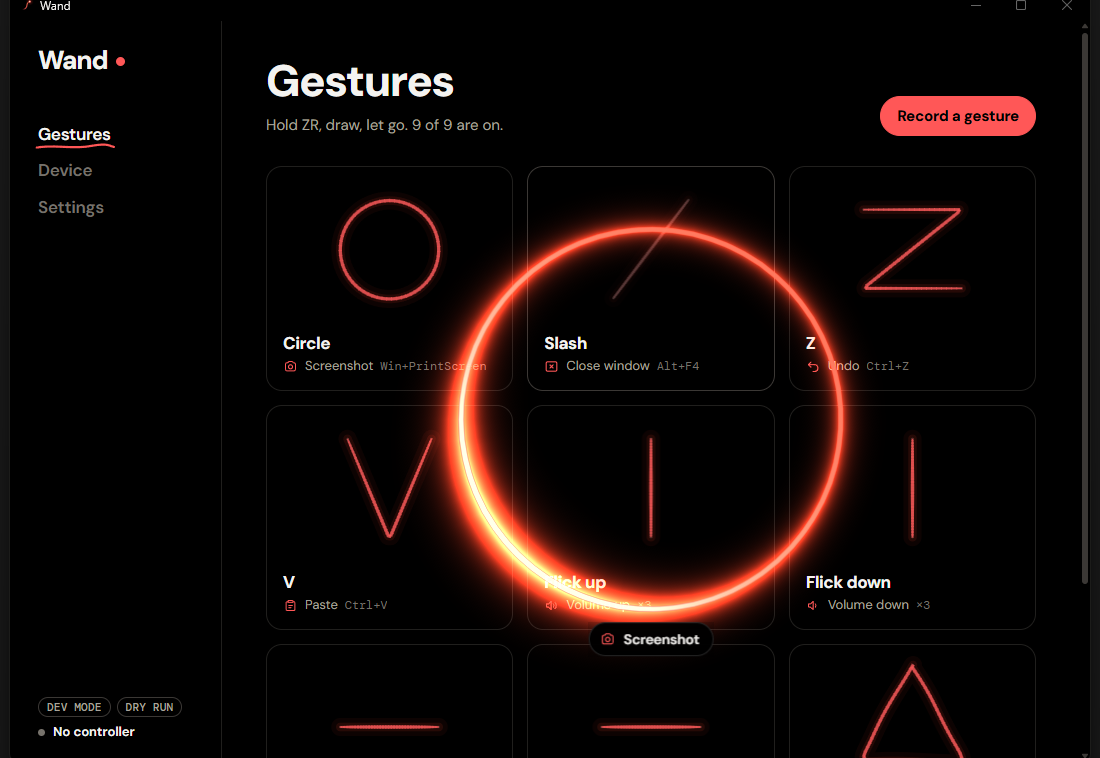 Wand
Wand
Gestures
Device
Settings
DEV MODE DRY RUN
No controller
Gestures
Hold ZR, draw, let go. 9 of 9 are on.
Record a gesture
Circle
Screenshot Win+PrintScreen
Slash
Close window Alt+F4
Z
Undo Ctrl+Z
V
Paste Ctrl+V
Flick up
Volume up ×3
Flick down
Volume down ×3
Screenshot